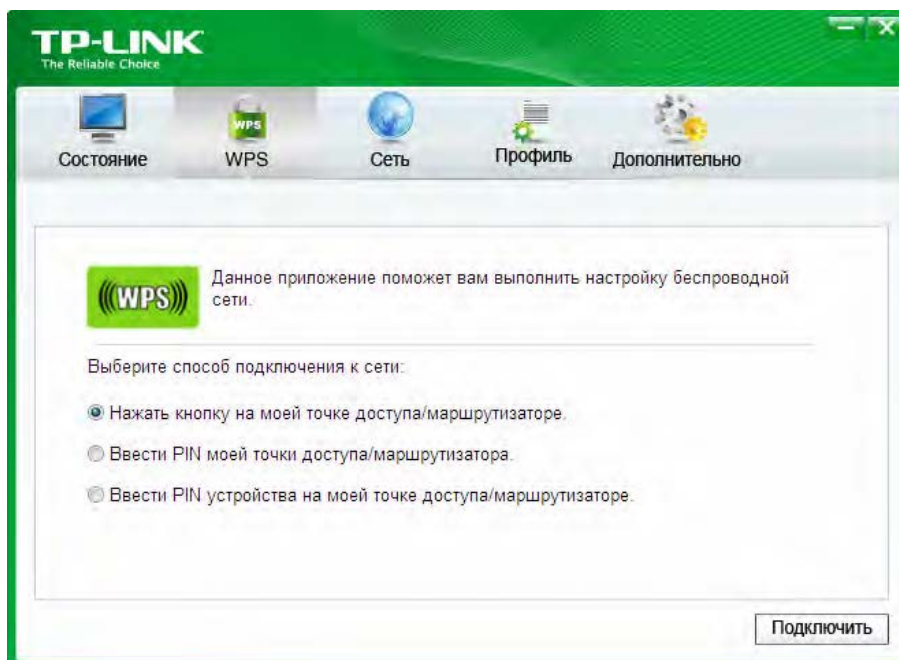 TP-LINK
The Reliable Choice
WPS
Состояние
WPS
Сеть
Профиль
Дополнительно
WPS
Данное приложение поможет вам выполнить настройку беспроводной
сети.
Выберите способ подключения к сети:
Нажать кнопку на моей точке доступа/маршрутизаторе.
Ввести PIN моей точки доступа/маршрутизатора.
Ввести PIN устройства на моей точке доступа/маршрутизаторе.
Подключить